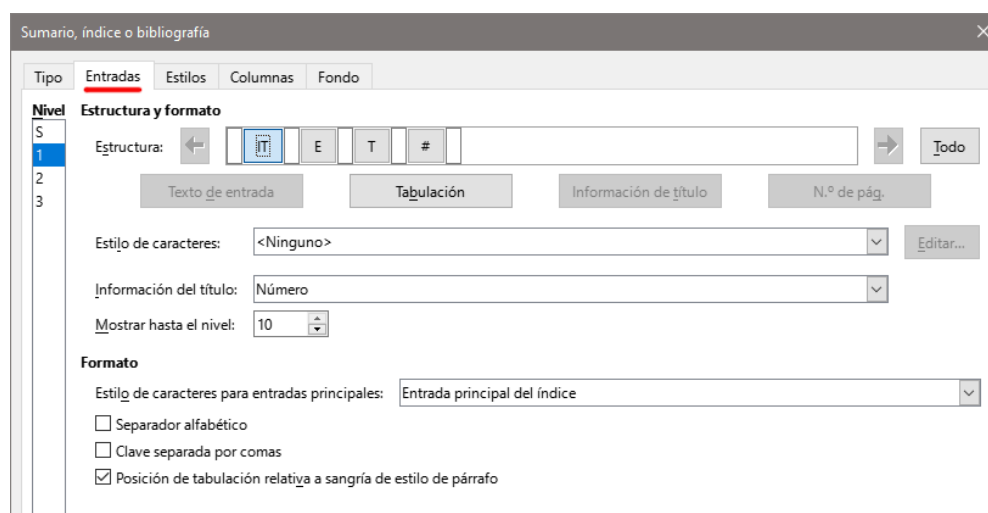 Sumario, índice o bibliografía
Tipo Entradas Estilos Columnas Fondo
Nivel Estructura y formato
S
1
2
3
Estructura: IT E T # Todo
Texto de entrada Tabulación Información de título N.º de pág.
Estilo de caracteres: <Ninguno> Editar...
Información del título: Número
Mostrar hasta el nivel: 10
Formato
Estilo de caracteres para entradas principales: Entrada principal del índice
Separador alfabético
Clave separada por comas
Posición de tabulación relativa a sangría de estilo de párrafo